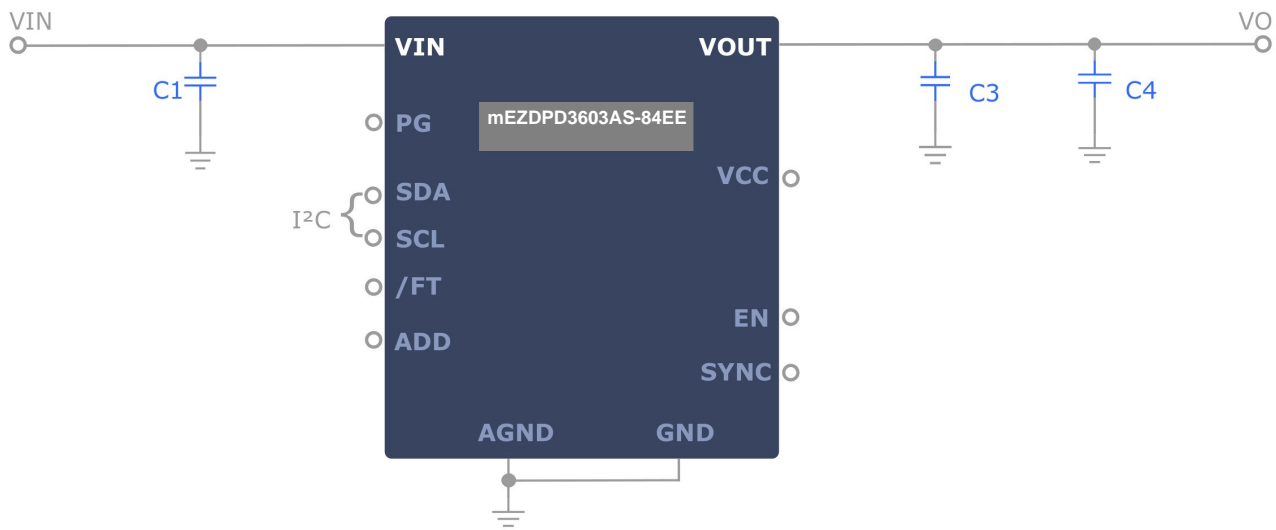 VIN
VO
VIN
VOUT
C1
C3
C4
mEZDPD3603AS-84EE
PG
VCC
SDA
I²C
SCL
/FT
EN
ADD
SYNC
AGND
GND